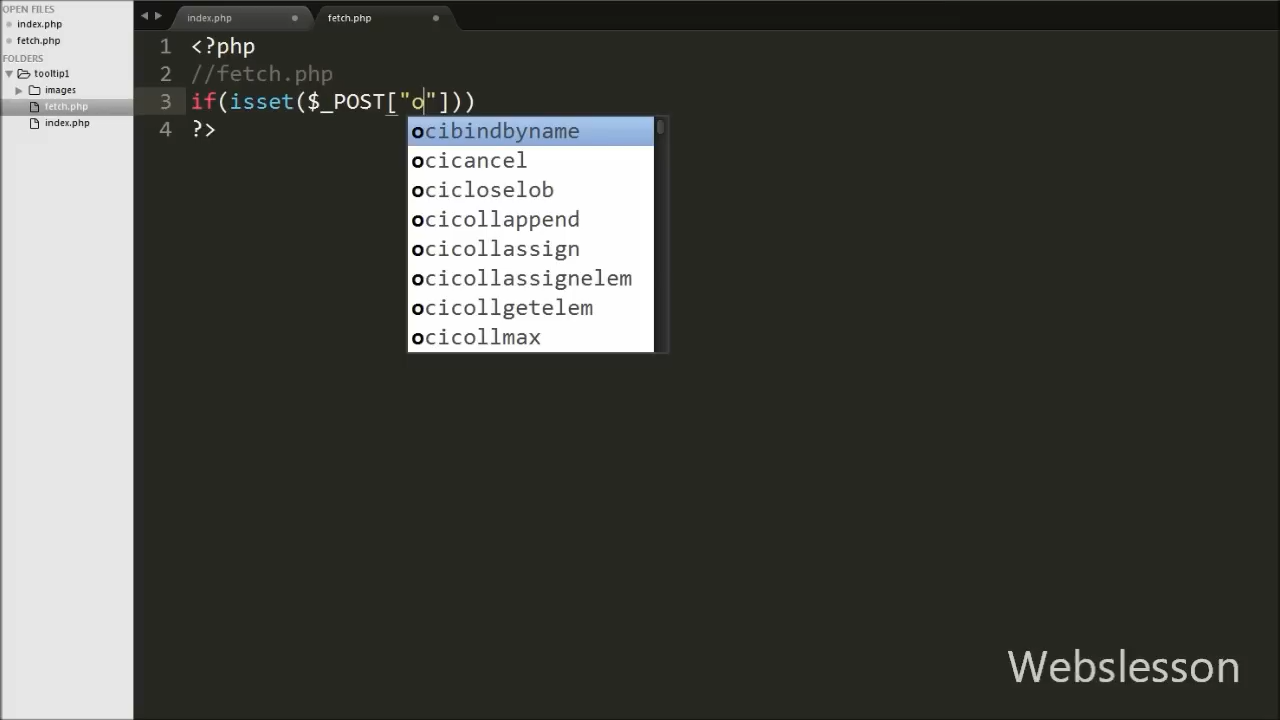 OPEN FILES
index.php
fetch.php
FOLDERS
tooltip1
images
fetch.php
index.php
index.php
fetch.php
1 <?php
2 //fetch.php
3 if(isset($_POST["o"]))
4 ?>
ocibindbyname
ocicancel
ocicloselob
ocicollappend
ocicollassign
ocicollassignelem
ocicollgetelem
ocicollmax
Webslesson